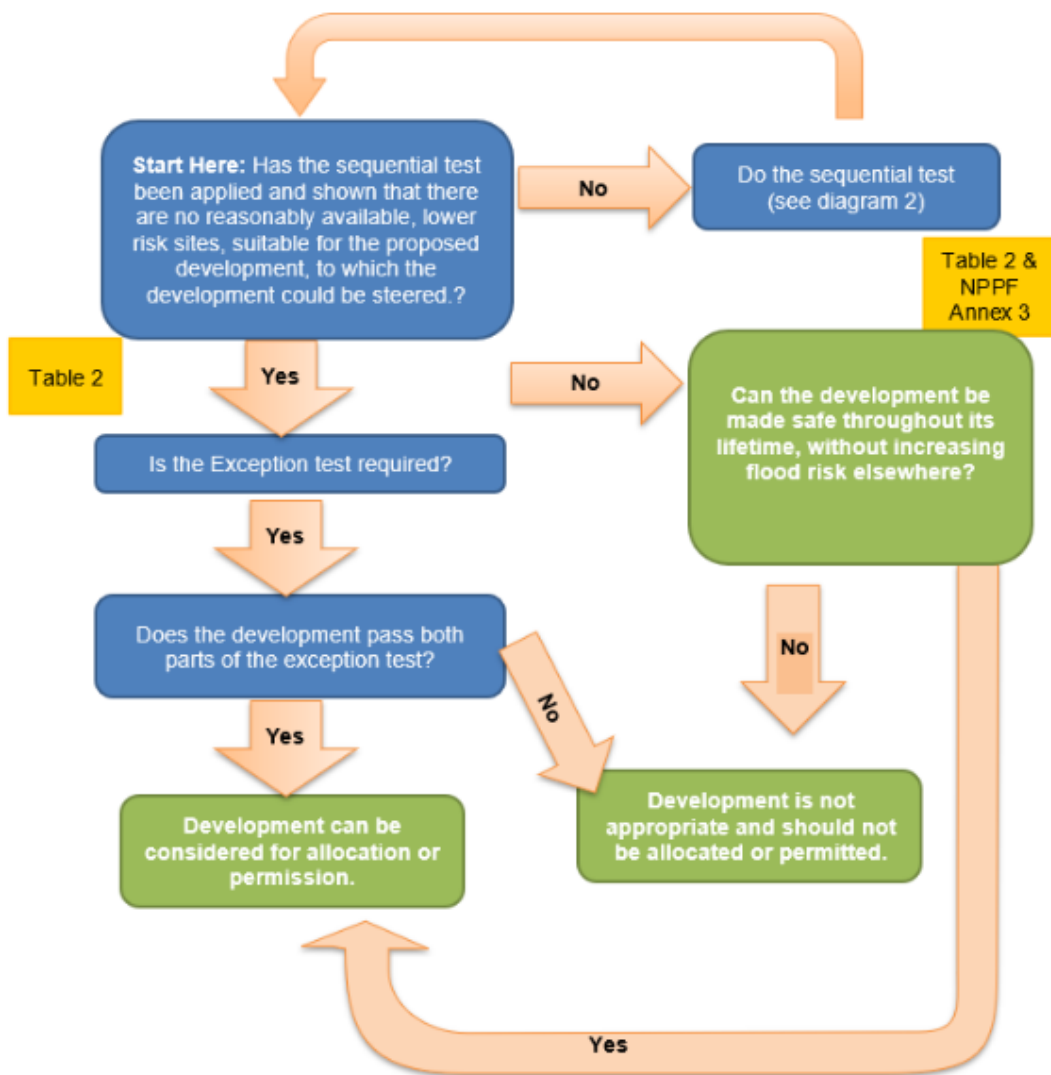 Start Here: Has the sequential test
been applied and shown that there
are no reasonably available, lower
risk sites, suitable for the proposed
development, to which the
development could be steered.?
No
Do the sequential test
(see diagram 2)
Table 2 &
NPPF
Annex 3
Table 2
Yes
No
Can the development be
made safe throughout its
lifetime, without increasing
flood risk elsewhere?
Is the Exception test required?
Yes
Does the development pass both
parts of the exception test?
No
No
Yes
Development can be
considered for allocation or
permission.
Development is not
appropriate and should not
be allocated or permitted.
Yes